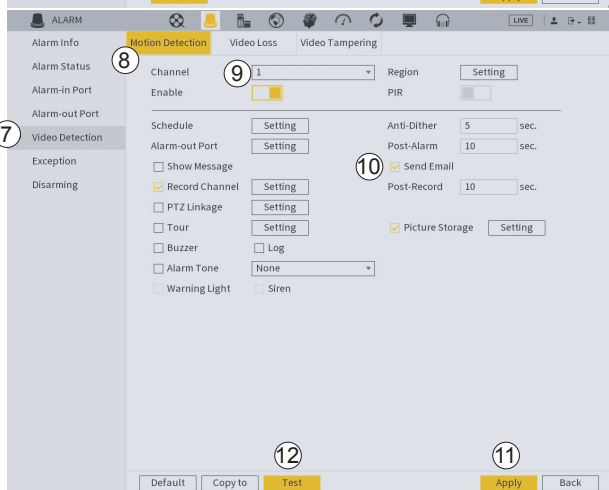 ALARM
LIVE
Alarm Info
Alarm Status
Alarm-in Port
Alarm-out Port
7
Video Detection
Exception
Disarming
Motion Detection Video Loss Video Tampering
8
Channel 9 1 Region Setting
Enable PIR
Schedule Setting Anti-Dither 5 sec.
Alarm-out Port Setting Post-Alarm 10 sec.
Show Message 10 Send Email
Record Channel Setting Post-Record 10 sec.
PTZ Linkage Setting
Tour Setting Picture Storage Setting
Buzzer Log
Alarm Tone None
Warning Light Siren
12 11
Default Copy to Test Apply Back